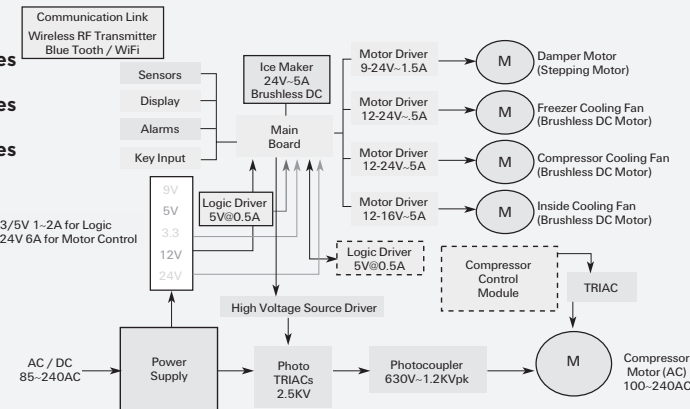 Communication Link
Wireless RF Transmitter
Blue Tooth / WiFi
es
es
es
Sensors
Display
Alarms
Key Input
Ice Maker
24V~5A
Brushless DC
Main
Board
Motor Driver
9-24V~1.5A
M
Damper Motor
(Stepping Motor)
Motor Driver
12-24V~.5A
M
Freezer Cooling Fan
(Brushless DC Motor)
Motor Driver
12-24V~5A
M
Compressor Cooling Fan
(Brushless DC Motor)
Motor Driver
12-16V~5A
M
Inside Cooling Fan
(Brushless DC Motor)
9V
5V
3.3
12V
24V
3/5V 1~2A for Logic
24V 6A for Motor Control
Logic Driver
5V@0.5A
Logic Driver
5V@0.5A
Compressor
Control
Module
TRIAC
High Voltage Source Driver
AC / DC
85~240AC
Power
Supply
Photo
TRIACs
2.5KV
Photocoupler
630V~1.2KVpk
M
Compressor
Motor (AC)
100~240AC